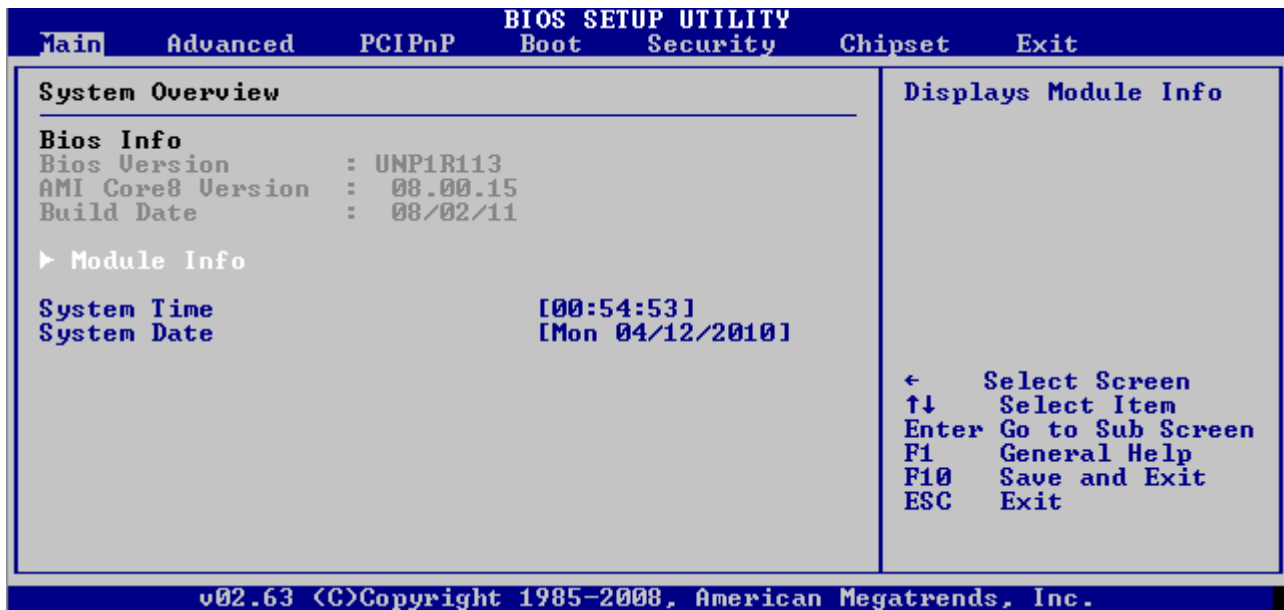 BIOS SETUP UTILITY
Main Advanced PCIPnP Boot Security Chipset Exit
System Overview
Bios Info
Bios Version : UNP1R113
AMI Core8 Version : 08.00.15
Build Date : 08/02/11
► Module Info
System Time [00:54:53]
System Date [Mon 04/12/2010]
Displays Module Info
← Select Screen
↑↓ Select Item
Enter Go to Sub Screen
F1 General Help
F10 Save and Exit
ESC Exit
v02.63 (C)Copyright 1985-2008, American Megatrends, Inc.